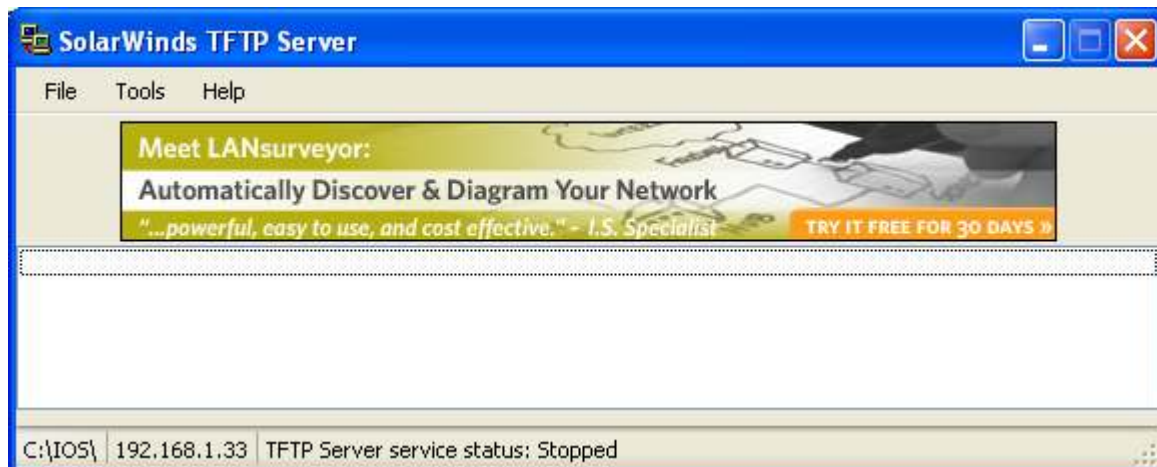 SolarWinds TFTP Server
File Tools Help
Meet LANsurveyor:
Automatically Discover & Diagram Your Network
"...powerful, easy to use, and cost effective." - I.S. Specialist
TRY IT FREE FOR 30 DAYS »
C:\IOS\ 192.168.1.33 TFTP Server service status: Stopped